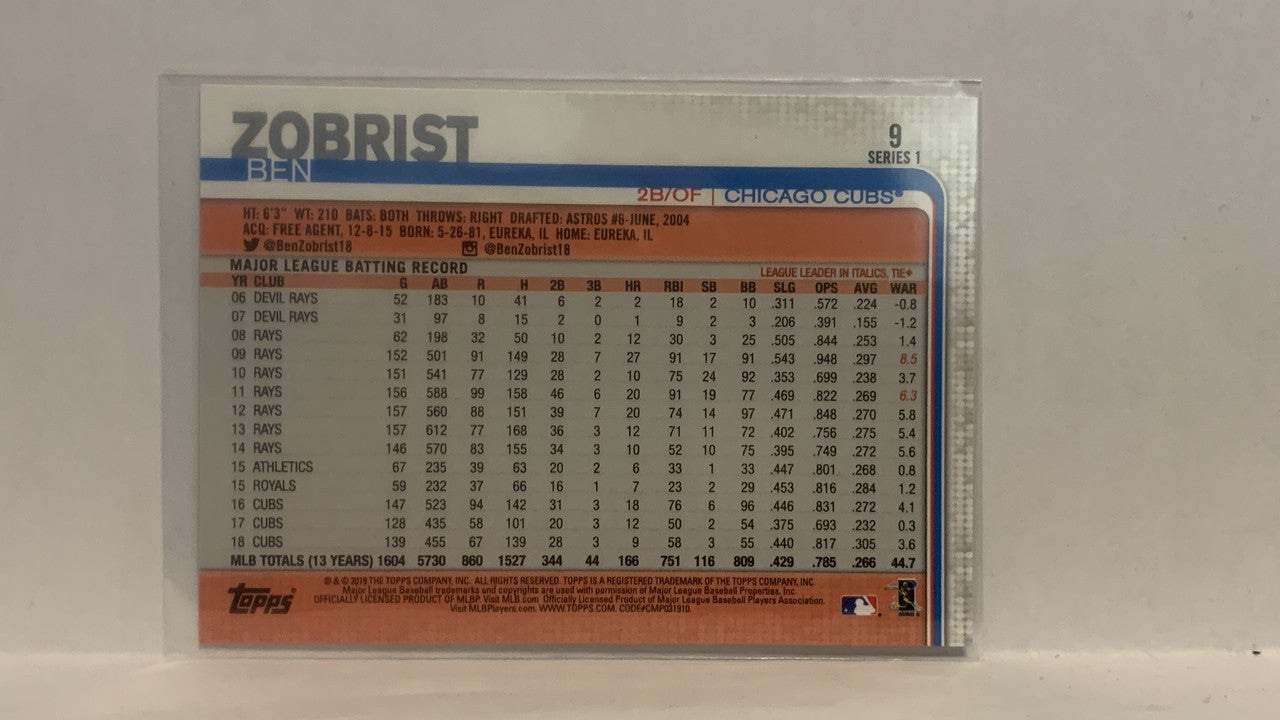 ZOBRIST
BEN
9
SERIES 1
2B/OF | CHICAGO CUBS®
HT: 6'3" WT: 210 BATS: BOTH THROWS: RIGHT DRAFTED: ASTROS #6-JUNE, 2004
ACQ: FREE AGENT, 12-8-15 BORN: 5-26-81, EUREKA, IL HOME: EUREKA, IL
@BenZobrist18 @BenZobrist18
MAJOR LEAGUE BATTING RECORD LEAGUE LEADER IN ITALICS, TIE♦
YR CLUB G AB R H 2B 3B HR RBI SB BB SLG OPS AVG WAR
06 DEVIL RAYS 52 183 10 41 6 2 2 18 2 10 .311 .572 .224 -0.8
07 DEVIL RAYS 31 97 8 15 2 0 1 9 2 3 .206 .391 .155 -1.2
08 RAYS 62 198 32 50 10 2 12 30 3 25 .505 .844 .253 1.4
09 RAYS 152 501 91 149 28 7 27 91 17 91 .543 .948 .297 8.5
10 RAYS 151 541 77 129 28 2 10 75 24 92 .353 .699 .238 3.7
11 RAYS 156 588 99 158 46 6 20 91 19 77 .469 .822 .269 6.3
12 RAYS 157 560 88 151 39 7 20 74 14 97 .471 .848 .270 5.8
13 RAYS 157 612 77 168 36 3 12 71 11 72 .402 .756 .275 5.4
14 RAYS 146 570 83 155 34 3 10 52 10 75 .395 .749 .272 5.6
15 ATHLETICS 67 235 39 63 20 2 6 33 1 33 .447 .801 .268 0.8
15 ROYALS 59 232 37 66 16 1 7 23 2 29 .453 .816 .284 1.2
16 CUBS 147 523 94 142 31 3 18 76 6 96 .446 .831 .272 4.1
17 CUBS 128 435 58 101 20 3 12 50 2 54 .375 .693 .232 0.3
18 CUBS 139 455 67 139 28 3 9 58 3 55 .440 .817 .305 3.6
MLB TOTALS (13 YEARS) 1604 5730 860 1527 344 44 166 751 116 809 .429 .785 .266 44.7
Topps
® & © 2019 THE TOPPS COMPANY, INC. ALL RIGHTS RESERVED. TOPPS IS A REGISTERED TRADEMARK OF THE TOPPS COMPANY, INC.
Major League Baseball trademarks and copyrights are used with permission of Major League Baseball Properties, Inc.
OFFICIALLY LICENSED PRODUCT OF MLBP. Visit MLB.com Officially Licensed Product of Major League Baseball Players Association.
Visit MLBPlayers.com. WWW.TOPPS.COM. CODE#CMP031910.